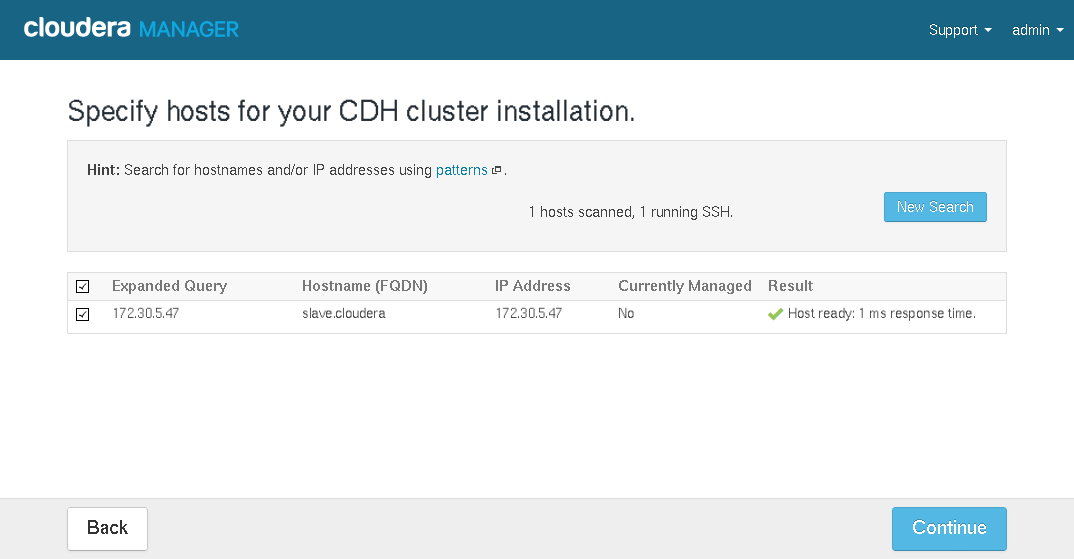 cloudera MANAGER
Support admin
Specify hosts for your CDH cluster installation.
Hint: Search for hostnames and/or IP addresses using patterns .
1 hosts scanned, 1 running SSH.
New Search
Expanded Query Hostname (FQDN) IP Address Currently Managed Result
172.30.5.47 slave.cloudera 172.30.5.47 No Host ready: 1 ms response time.
Back Continue